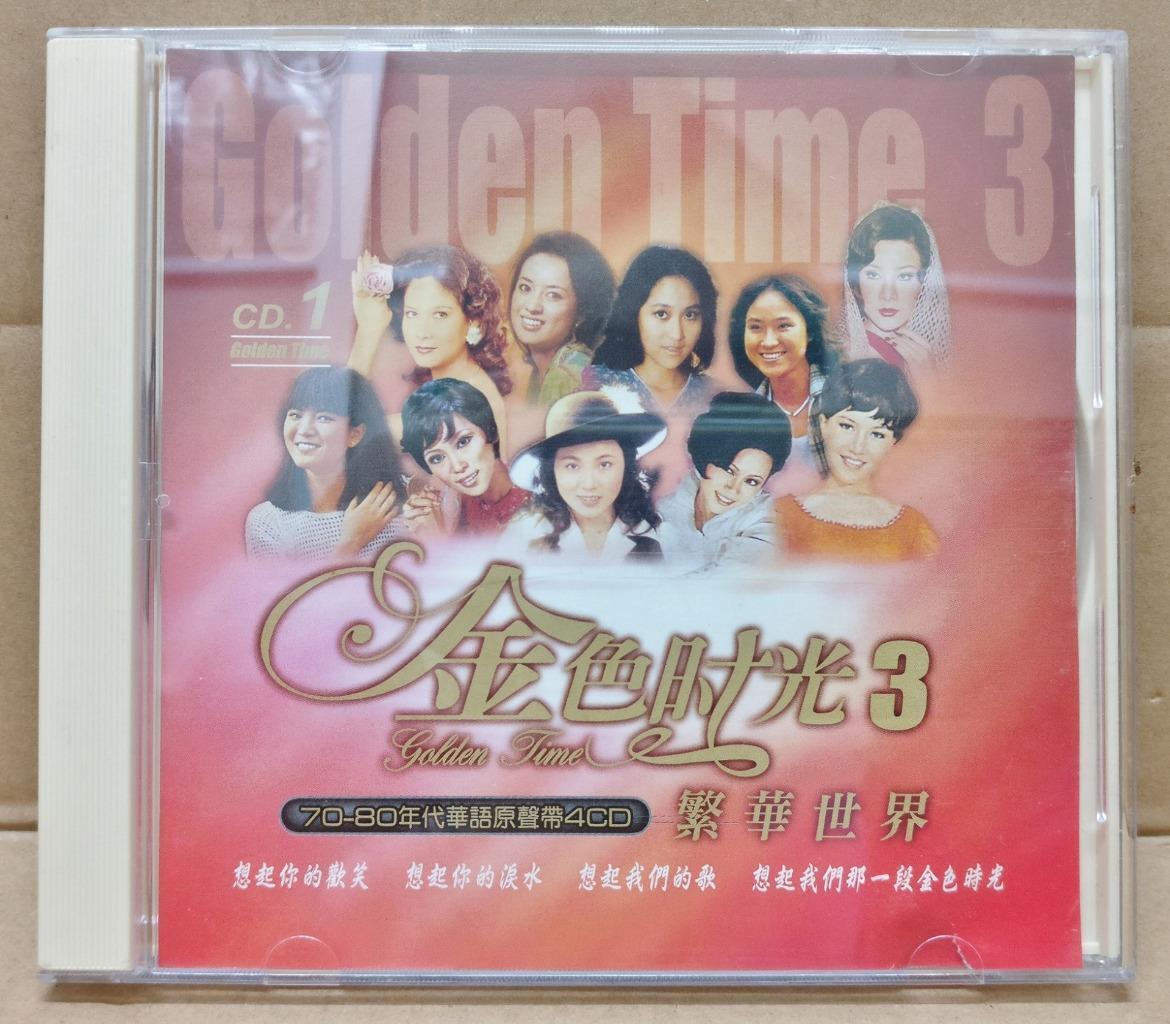 Golden Time 3
CD. 1
Golden Time
金色时光3
Golden Time
70-80年代華語原聲帶4CD
繁華世界
想起你的歡笑 想起你的淚水 想起我們的歌 想起我們那一段金色時光